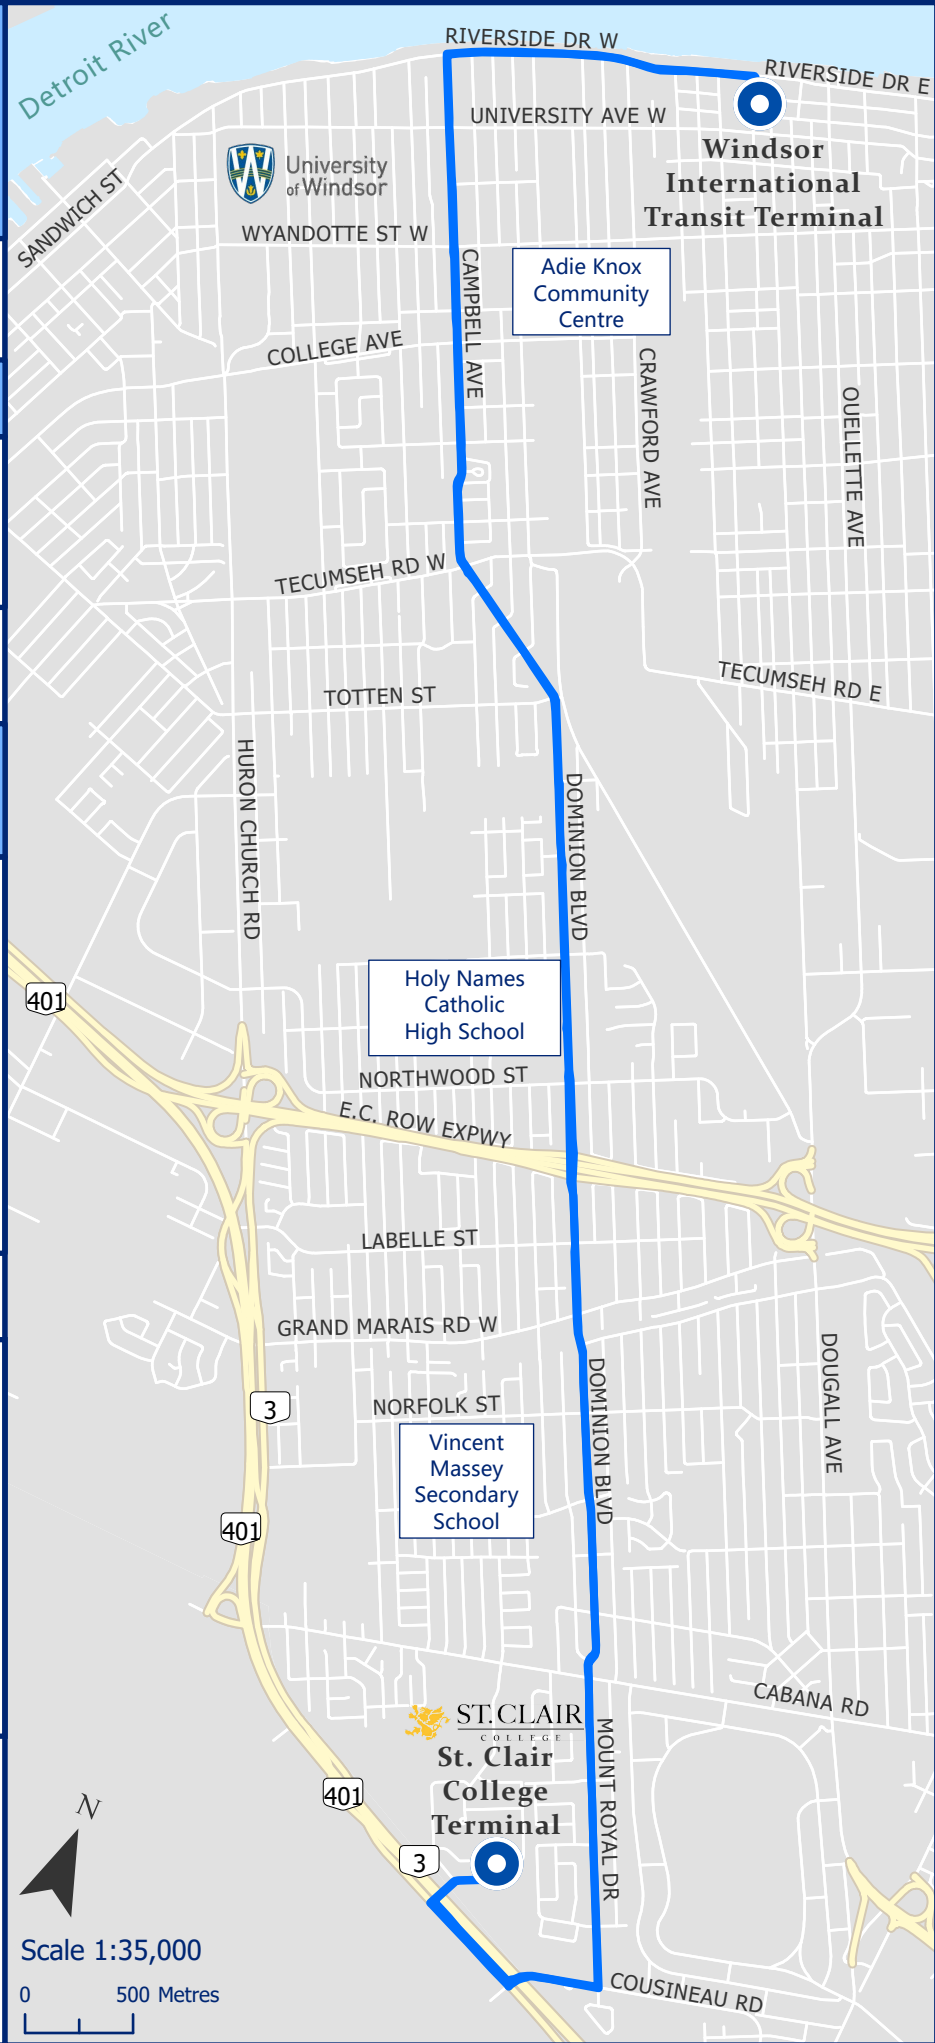 Detroit River
RIVERSIDE DR W
RIVERSIDE DR E
UNIVERSITY AVE W
Windsor
International
Transit Terminal
University
of Windsor
SANDWICH ST
WYANDOTTE ST W
Adie Knox
Community
Centre
CAMPBELL AVE
COLLEGE AVE
CRAWFORD AVE
OUELLETTE AVE
TECUMSEH RD W
TECUMSEH RD E
TOTTEN ST
HURON CHURCH RD
DOMINION BLVD
Holy Names
Catholic
High School
401
NORTHWOOD ST
E.C. ROW EXPWY
LABELLE ST
GRAND MARAIS RD W
DOUGALL AVE
DOMINION BLVD
3
NORFOLK ST
Vincent
Massey
Secondary
School
401
CABANA RD
ST.CLAIR
COLLEGE
St. Clair
College
Terminal
MOUNT ROYAL DR
401
3
N
COUSINEAU RD
Scale 1:35,000
0 500 Metres